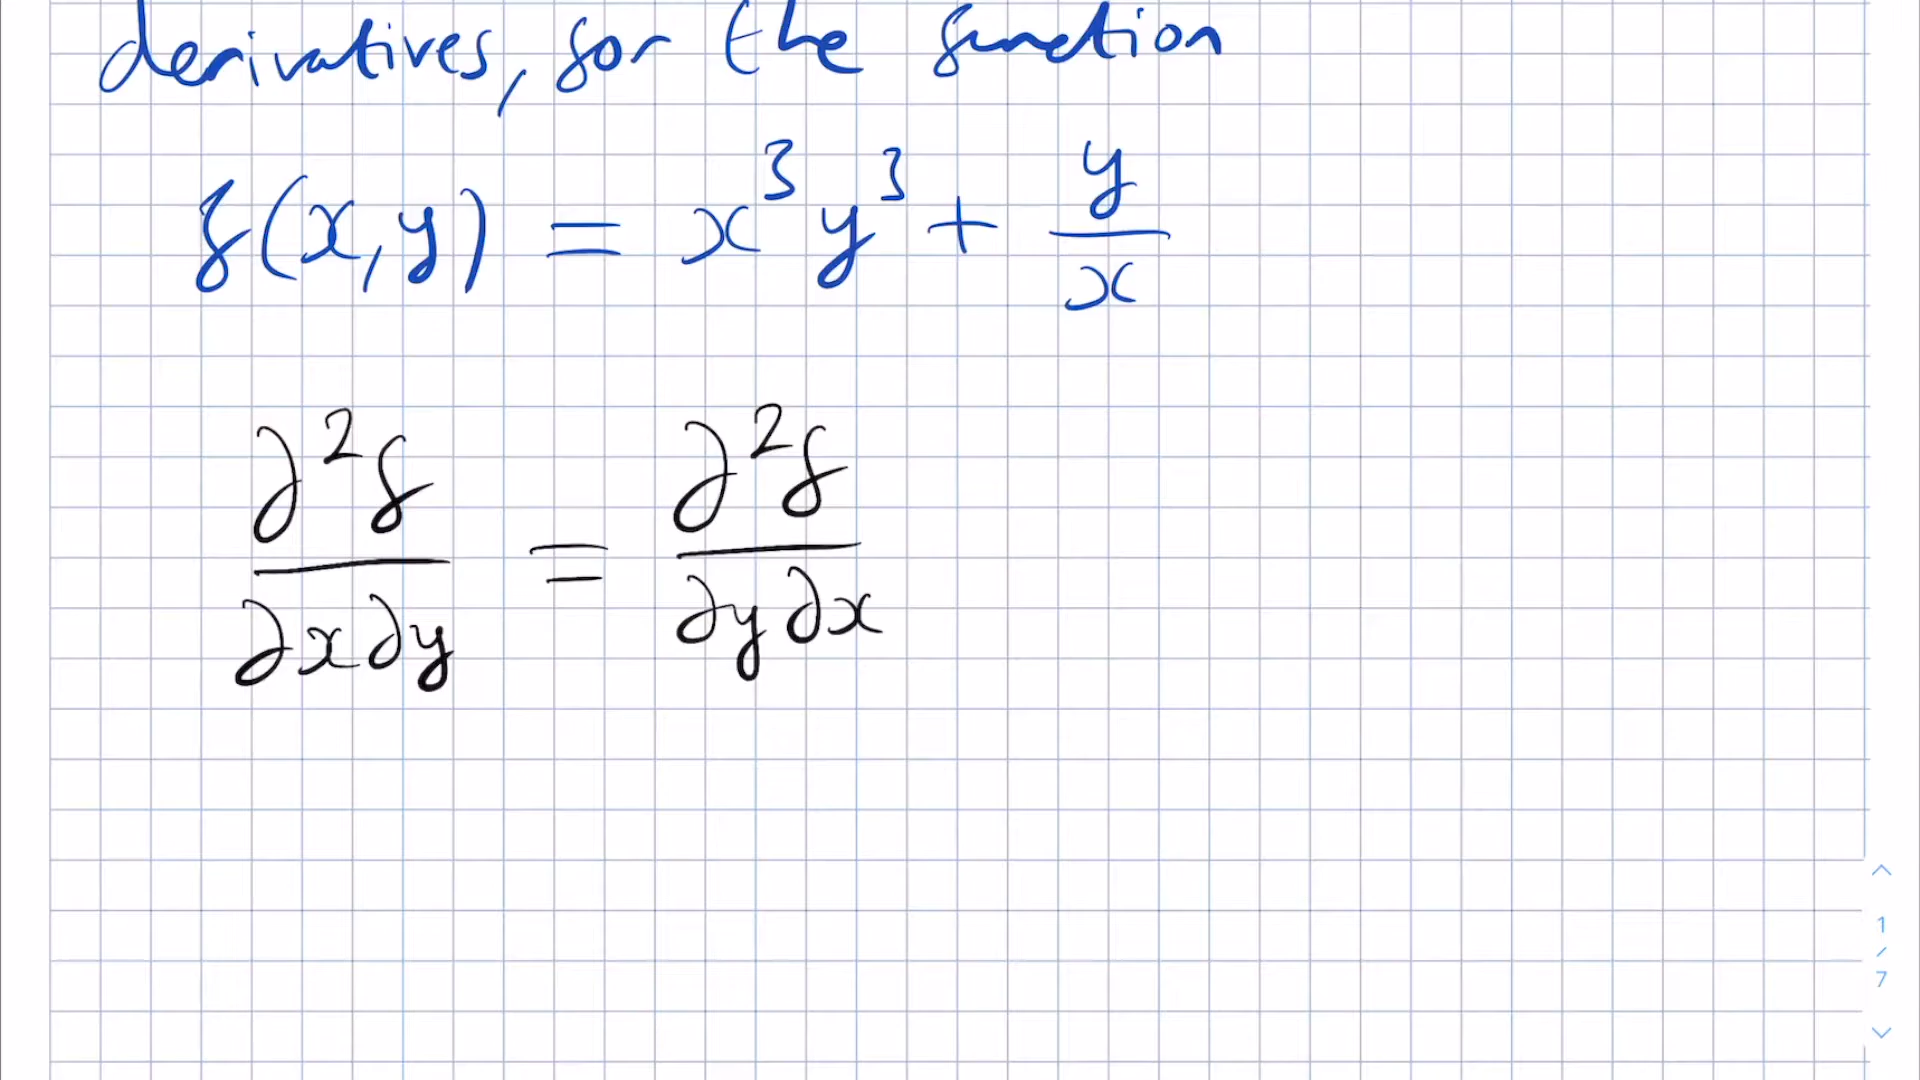 derivatives, for the function
f(x,y) = x³y³ + y/x
∂²f/∂x∂y = ∂²f/∂y∂x
1
/
7